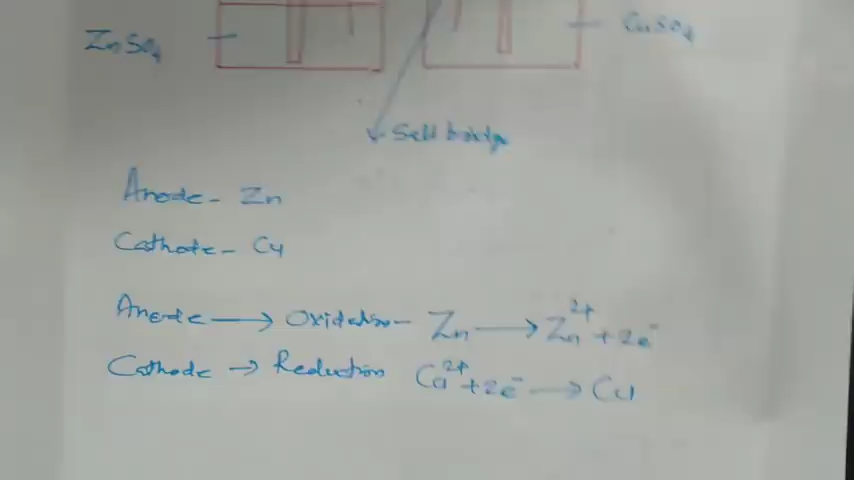 ZnSO4
CuSO4
Salt bridge
Anode - Zn
Cathode - Cu
Anode → Oxidation - Zn → Zn²⁺ + 2e⁻
Cathode → Reduction Cu²⁺ + 2e⁻ → Cu